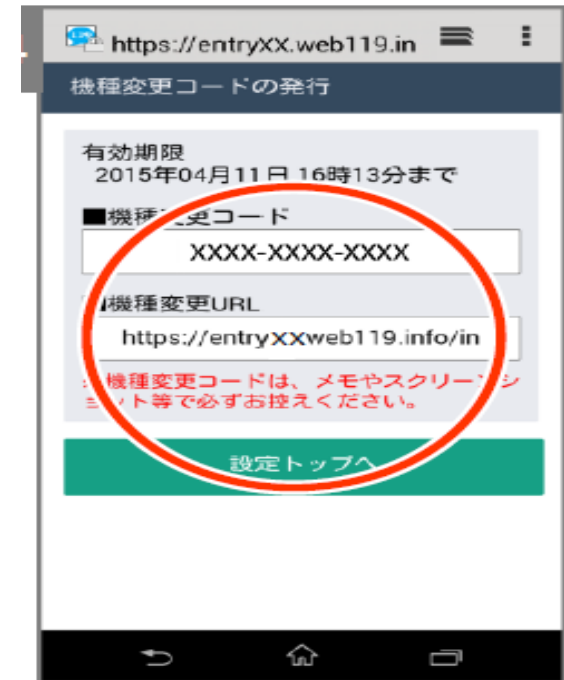 https://entryXX.web119.in
機種変更コードの発行
有効期限
2015年04月11日 16時13分まで
■機種変更コード
XXXX-XXXX-XXXX
■機種変更URL
https://entryXXweb119.info/in
※機種変更コードは、メモやスクリーンシ
ョット等で必ずお控えください。
設定トップへ